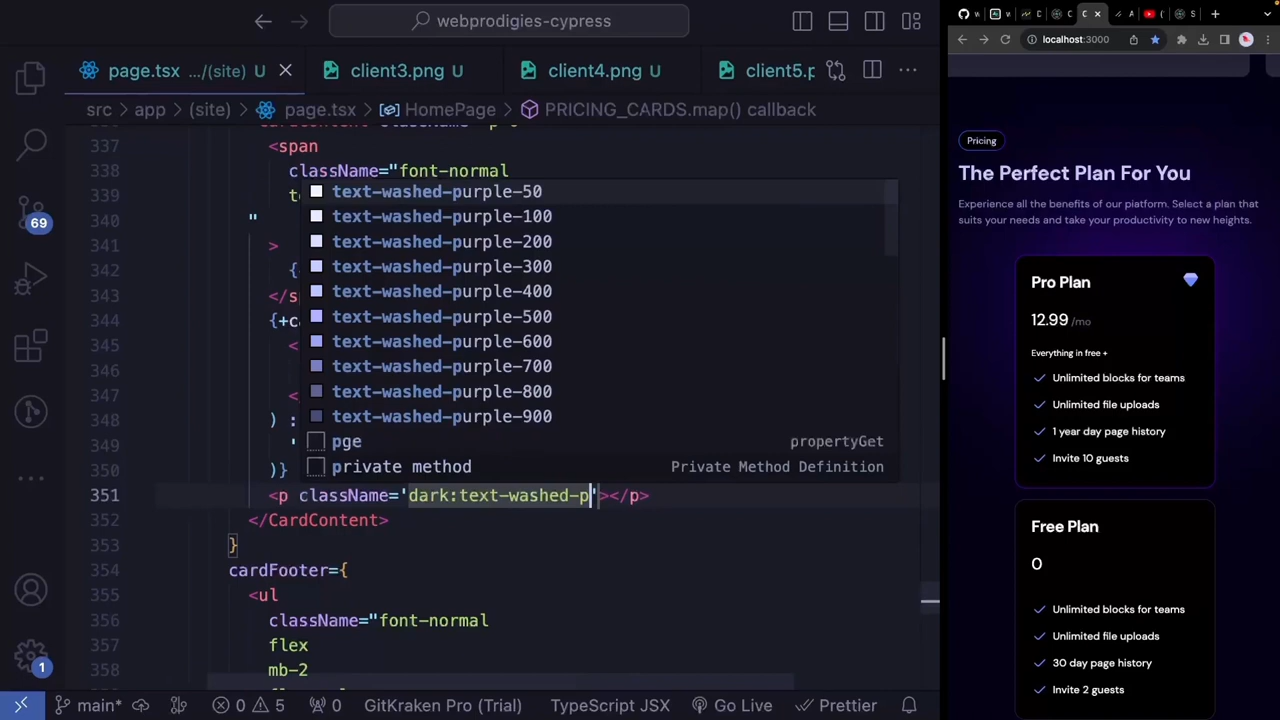 webprodigies-cypress
page.tsx .../(site) U
client3.png U
client4.png U
client5.p
localhost:3000
src > app > (site) > page.tsx > HomePage > PRICING_CARDS.map() callback
337 <span
338 className="font-normal
339 te
340 "
341 >
342 {
343 </sp
344 {+ca
345 <
346
347 <
348 ) :
349 '
350 )}
351 <p className='dark:text-washed-p'></p>
352 </CardContent>
353 }
354 cardFooter={
355 <ul
356 className="font-normal
357 flex
358 mb-2
text-washed-purple-50
text-washed-purple-100
text-washed-purple-200
text-washed-purple-300
text-washed-purple-400
text-washed-purple-500
text-washed-purple-600
text-washed-purple-700
text-washed-purple-800
text-washed-purple-900
pge propertyGet
private method Private Method Definition
69
1
main* 0 5 0 GitKraken Pro (Trial) TypeScript JSX Go Live Prettier
Pricing
The Perfect Plan For You
Experience all the benefits of our platform. Select a plan that
suits your needs and take your productivity to new heights.
Pro Plan
12.99 /mo
Everything in free +
Unlimited blocks for teams
Unlimited file uploads
1 year day page history
Invite 10 guests
Free Plan
0
Unlimited blocks for teams
Unlimited file uploads
30 day page history
Invite 2 guests